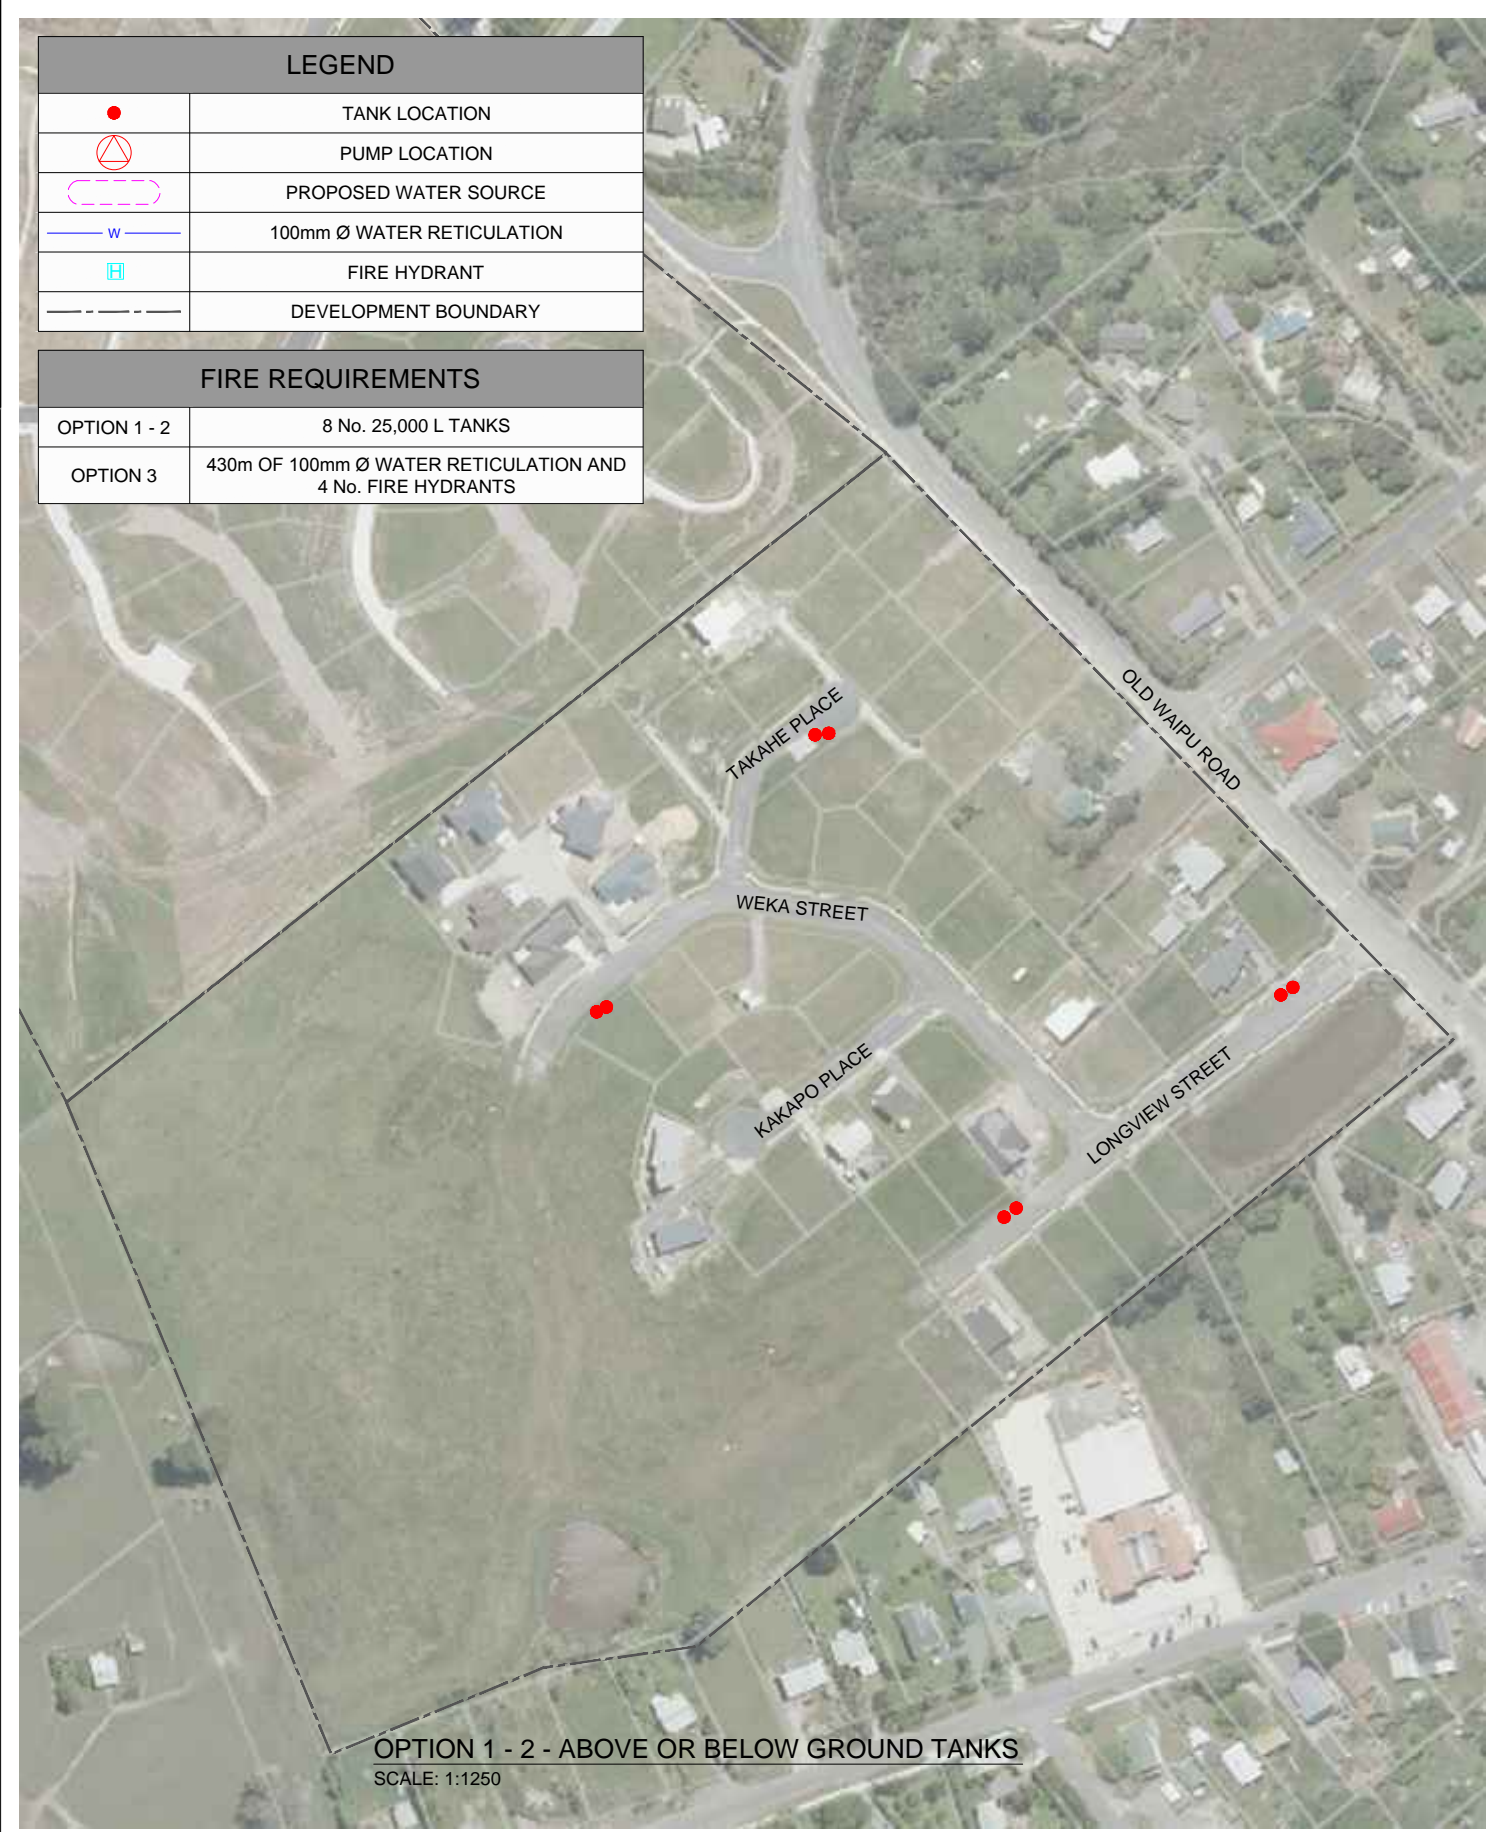 LEGEND
TANK LOCATION
PUMP LOCATION
PROPOSED WATER SOURCE
W
100mm Ø WATER RETICULATION
H
FIRE HYDRANT
DEVELOPMENT BOUNDARY
FIRE REQUIREMENTS
OPTION 1 - 2
8 No. 25,000 L TANKS
OPTION 3
430m OF 100mm Ø WATER RETICULATION AND
4 No. FIRE HYDRANTS
OLD WAIPU ROAD
TAKAHE PLACE
WEKA STREET
KAKAPO PLACE
LONGVIEW STREET
OPTION 1 - 2 - ABOVE OR BELOW GROUND TANKS
SCALE: 1:1250